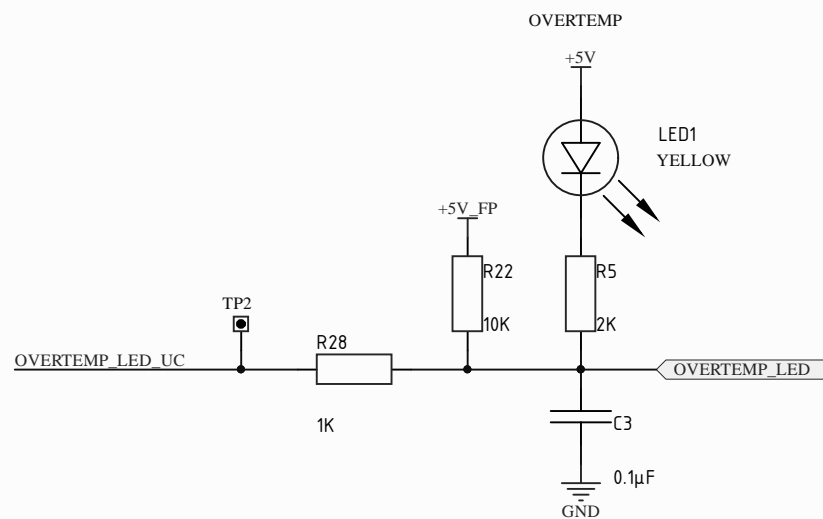 OVERTEMP
+5V
LED1
YELLOW
+5V_FP
R22
R5
10K
2K
TP2
R28
OVERTEMP_LED_UC
OVERTEMP_LED
1K
C3
0.1µF
GND